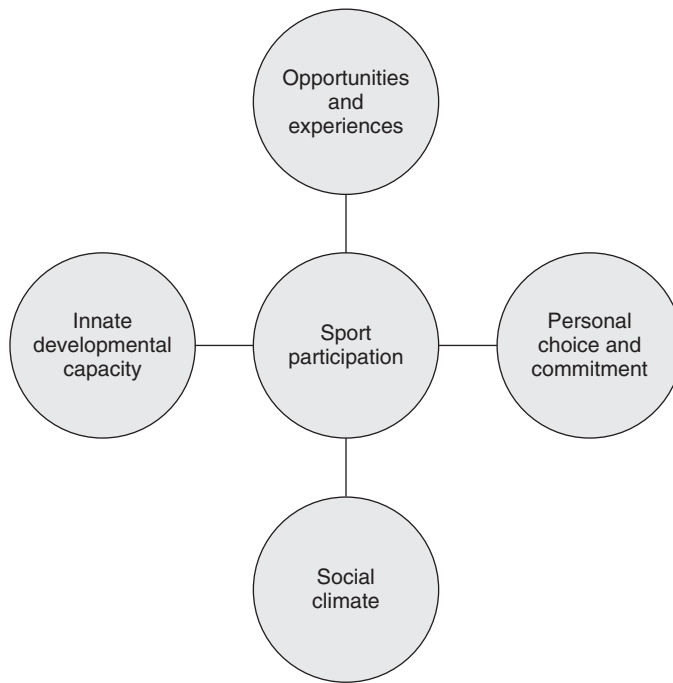 Opportunities
and
experiences
Innate
developmental
capacity
Sport
participation
Personal
choice and
commitment
Social
climate